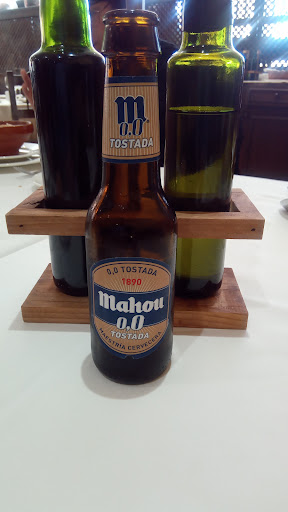 m
0,0
TOSTADA
0,0 TOSTADA
1890
Mahou
0,0
TOSTADA
MAESTRÍA CERVECERA